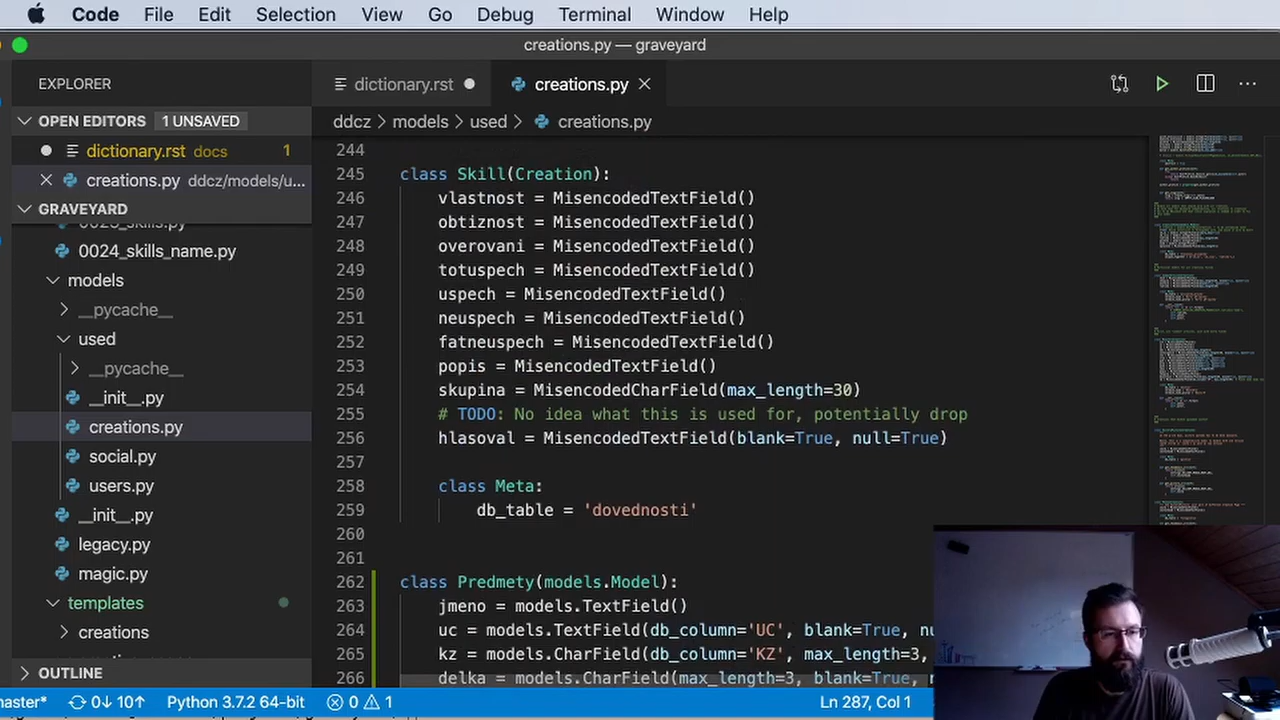 Code File Edit Selection View Go Debug Terminal Window Help
creations.py — graveyard
EXPLORER
dictionary.rst
creations.py
OPEN EDITORS 1 UNSAVED
ddcz > models > used > creations.py
dictionary.rst docs 1
creations.py ddcz/models/u...
GRAVEYARD
0024_skills_name.py
models
__pycache__
used
__pycache__
__init__.py
creations.py
social.py
users.py
__init__.py
legacy.py
magic.py
templates
creations
OUTLINE
244
245 class Skill(Creation):
246 vlastnost = MisencodedTextField()
247 obtiznost = MisencodedTextField()
248 overovani = MisencodedTextField()
249 totuspech = MisencodedTextField()
250 uspech = MisencodedTextField()
251 neuspech = MisencodedTextField()
252 fatneuspech = MisencodedTextField()
253 popis = MisencodedTextField()
254 skupina = MisencodedCharField(max_length=30)
255 # TODO: No idea what this is used for, potentially drop
256 hlasoval = MisencodedTextField(blank=True, null=True)
257
258 class Meta:
259 db_table = 'dovednosti'
260
261
262 class Predmety(models.Model):
263 jmeno = models.TextField()
264 uc = models.TextField(db_column='UC', blank=True, nu
265 kz = models.CharField(db_column='KZ', max_length=3,
266 delka = models.CharField(max_length=3, blank=True, n
master* 0↓ 10↑ Python 3.7.2 64-bit 0 1 Ln 287, Col 1